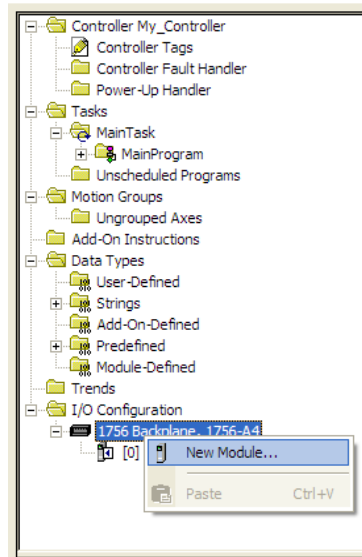 Controller My_Controller
Controller Tags
Controller Fault Handler
Power-Up Handler
Tasks
MainTask
MainProgram
Unscheduled Programs
Motion Groups
Ungrouped Axes
Add-On Instructions
Data Types
User-Defined
Strings
Add-On-Defined
Predefined
Module-Defined
Trends
I/O Configuration
1756 Backplane, 1756-A4
[0]
New Module...
Paste Ctrl+V